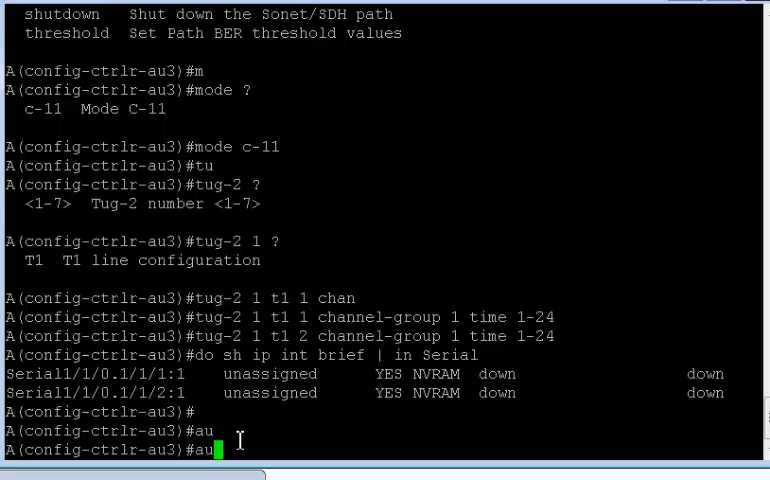 shutdown   Shut down the Sonet/SDH path
threshold  Set Path BER threshold values
A(config-ctrlr-au3)#m
A(config-ctrlr-au3)#mode ?
c-11  Mode C-11
A(config-ctrlr-au3)#mode c-11
A(config-ctrlr-au3)#tu
A(config-ctrlr-au3)#tug-2 ?
<1-7>  Tug-2 number <1-7>
A(config-ctrlr-au3)#tug-2 1 ?
T1  T1 line configuration
A(config-ctrlr-au3)#tug-2 1 t1 1 chan
A(config-ctrlr-au3)#tug-2 1 t1 1 channel-group 1 time 1-24
A(config-ctrlr-au3)#tug-2 1 t1 2 channel-group 1 time 1-24
A(config-ctrlr-au3)#do sh ip int brief | in Serial
Serial1/1/0.1/1/1:1    unassigned      YES NVRAM  down                  down
Serial1/1/0.1/1/2:1    unassigned      YES NVRAM  down                  down
A(config-ctrlr-au3)#
A(config-ctrlr-au3)#au
A(config-ctrlr-au3)#au